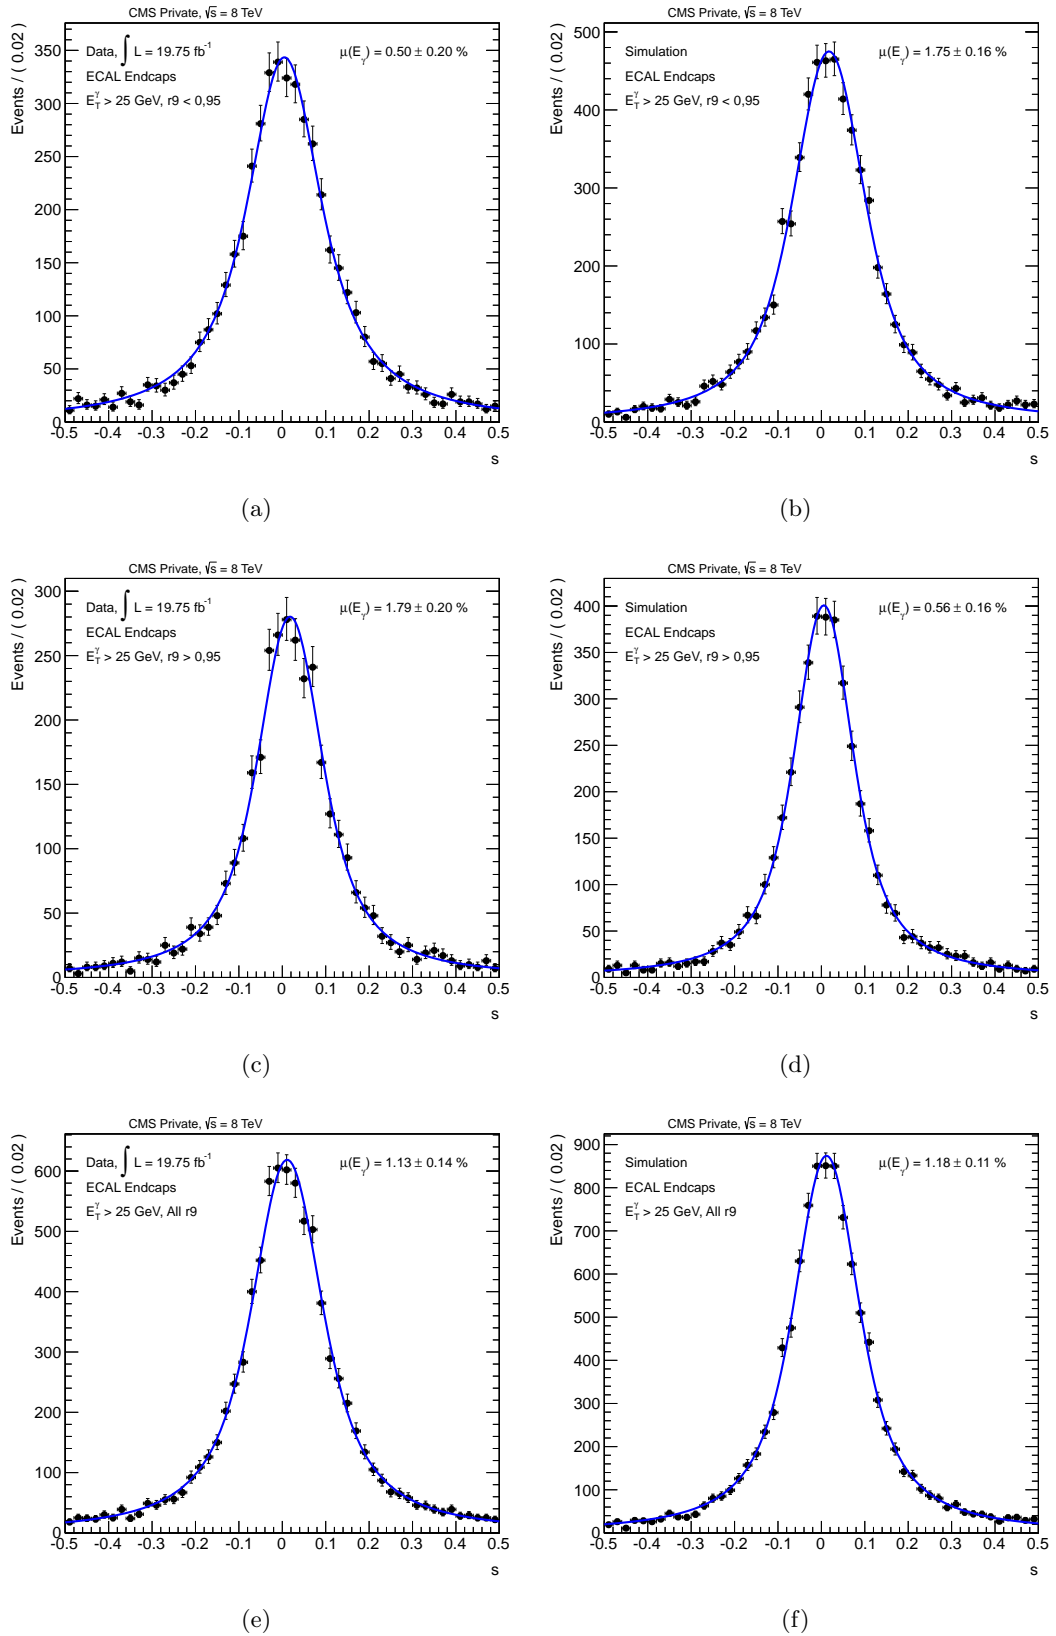 CMS Private, √s = 8 TeV
Events / ( 0.02 )
Data, ∫ L = 19.75 fb⁻¹
μ(E_γ) = 0.50 ± 0.20 %
ECAL Endcaps
E_T^γ > 25 GeV, r9 < 0,95
350
300
250
200
150
100
50
0
-0.5 -0.4 -0.3 -0.2 -0.1 0 0.1 0.2 0.3 0.4 0.5
s
(a)
CMS Private, √s = 8 TeV
Events / ( 0.02 )
Simulation
μ(E_γ) = 1.75 ± 0.16 %
ECAL Endcaps
E_T^γ > 25 GeV, r9 < 0,95
500
400
300
200
100
0
-0.5 -0.4 -0.3 -0.2 -0.1 0 0.1 0.2 0.3 0.4 0.5
s
(b)
CMS Private, √s = 8 TeV
Events / ( 0.02 )
Data, ∫ L = 19.75 fb⁻¹
μ(E_γ) = 1.79 ± 0.20 %
ECAL Endcaps
E_T^γ > 25 GeV, r9 > 0,95
300
250
200
150
100
50
0
-0.5 -0.4 -0.3 -0.2 -0.1 0 0.1 0.2 0.3 0.4 0.5
s
(c)
CMS Private, √s = 8 TeV
Events / ( 0.02 )
Simulation
μ(E_γ) = 0.56 ± 0.16 %
ECAL Endcaps
E_T^γ > 25 GeV, r9 > 0,95
400
350
300
250
200
150
100
50
0
-0.5 -0.4 -0.3 -0.2 -0.1 0 0.1 0.2 0.3 0.4 0.5
s
(d)
CMS Private, √s = 8 TeV
Events / ( 0.02 )
Data, ∫ L = 19.75 fb⁻¹
μ(E_γ) = 1.13 ± 0.14 %
ECAL Endcaps
E_T^γ > 25 GeV, All r9
600
500
400
300
200
100
0
-0.5 -0.4 -0.3 -0.2 -0.1 0 0.1 0.2 0.3 0.4 0.5
s
(e)
CMS Private, √s = 8 TeV
Events / ( 0.02 )
Simulation
μ(E_γ) = 1.18 ± 0.11 %
ECAL Endcaps
E_T^γ > 25 GeV, All r9
900
800
700
600
500
400
300
200
100
0
-0.5 -0.4 -0.3 -0.2 -0.1 0 0.1 0.2 0.3 0.4 0.5
s
(f)